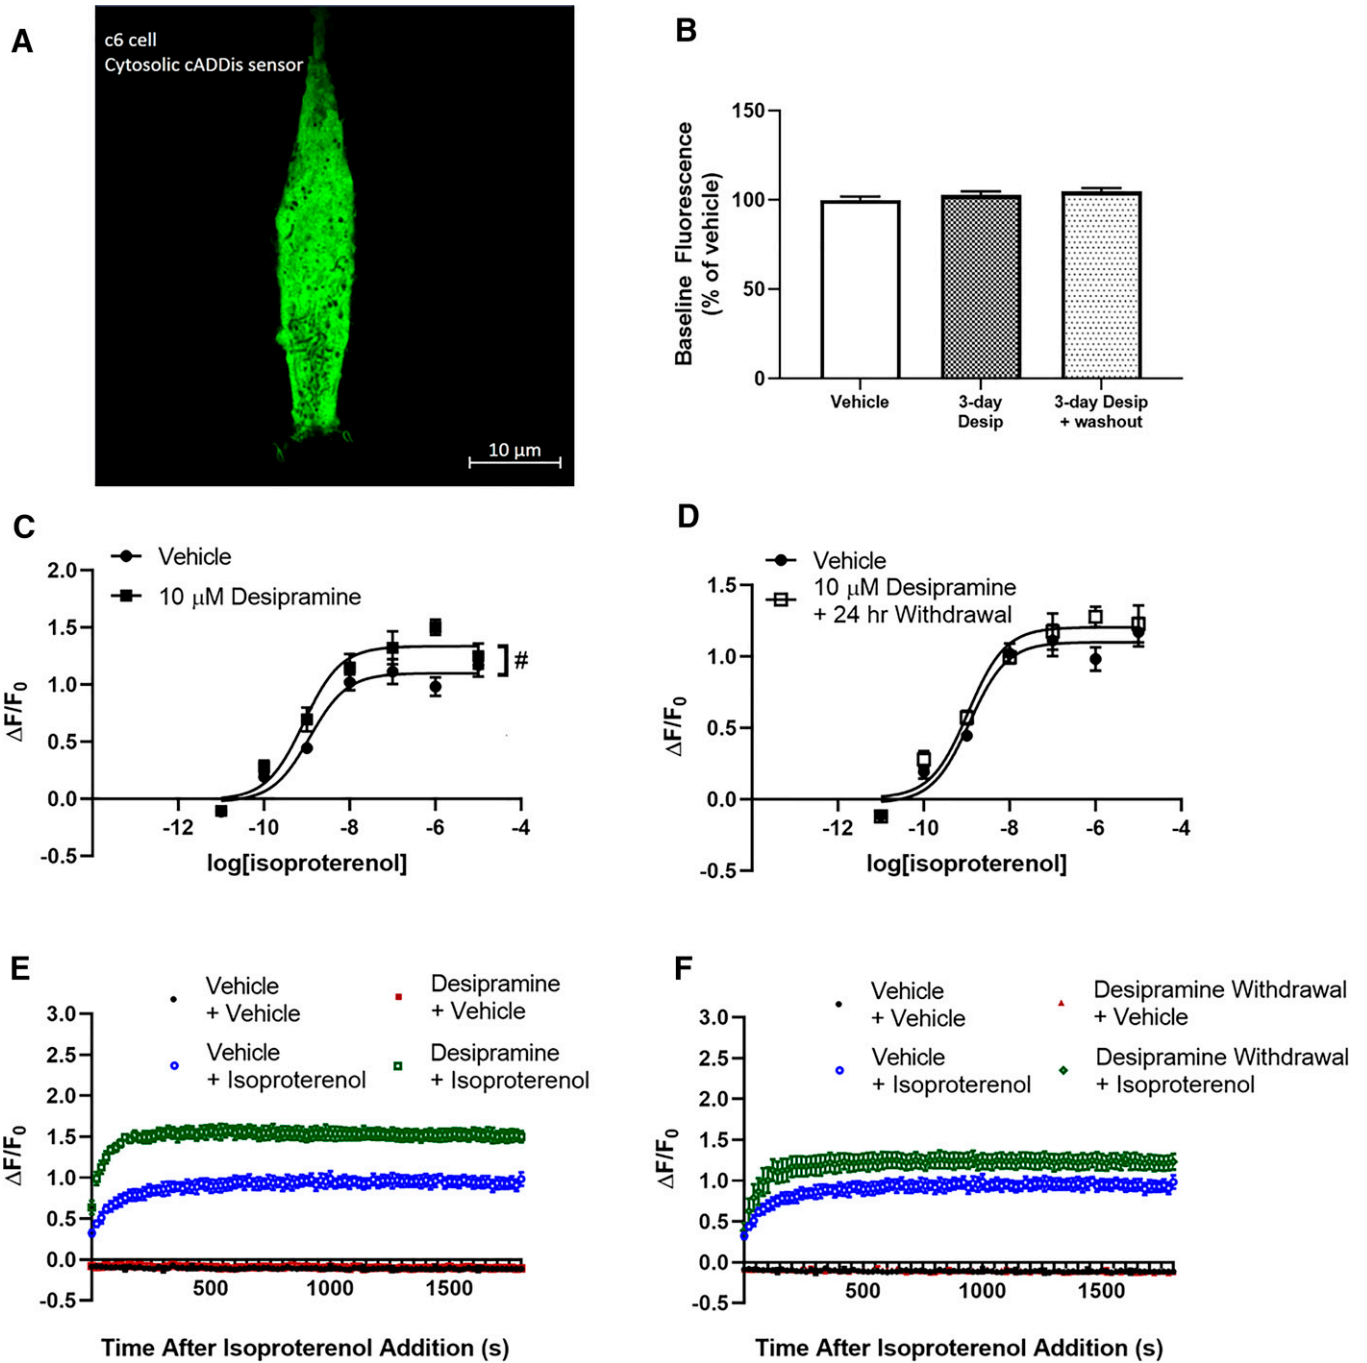 A
c6 cell
Cytosolic cADDis sensor
10 µm
B
Baseline Fluorescence
(% of vehicle)
150
100
50
0
Vehicle
3-day
Desip
3-day Desip
+ washout
C
Vehicle
10 µM Desipramine
ΔF/F0
2.0
1.5
1.0
0.5
0.0
-0.5
#
-12 -10 -8 -6 -4
log[isoproterenol]
D
Vehicle
10 µM Desipramine
+ 24 hr Withdrawal
ΔF/F0
1.5
1.0
0.5
0.0
-0.5
-12 -10 -8 -6 -4
log[isoproterenol]
E
Vehicle
+ Vehicle
Desipramine
+ Vehicle
Vehicle
+ Isoproterenol
Desipramine
+ Isoproterenol
ΔF/F0
3.0
2.5
2.0
1.5
1.0
0.5
0.0
-0.5
500 1000 1500
Time After Isoproterenol Addition (s)
F
Vehicle
+ Vehicle
Desipramine Withdrawal
+ Vehicle
Vehicle
+ Isoproterenol
Desipramine Withdrawal
+ Isoproterenol
ΔF/F0
3.0
2.5
2.0
1.5
1.0
0.5
0.0
-0.5
500 1000 1500
Time After Isoproterenol Addition (s)